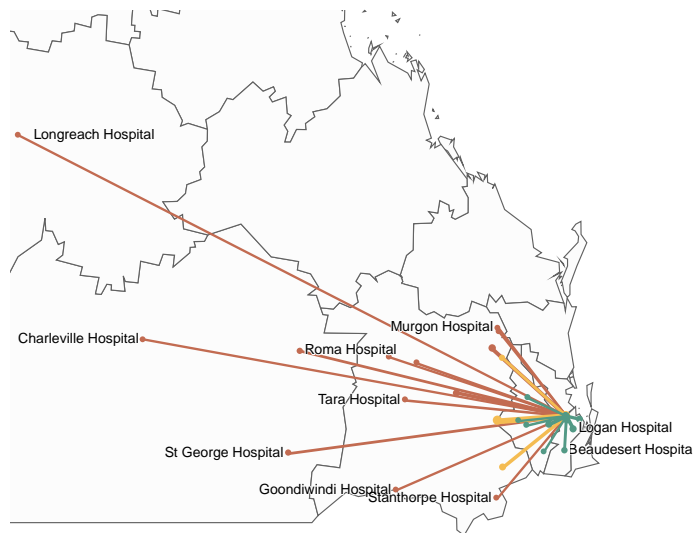 Longreach Hospital
Murgon Hospital
Charleville Hospital
Roma Hospital
Tara Hospital
Logan Hospital
Beaudesert Hospita
St George Hospital
Goondiwindi Hospital
Stanthorpe Hospital